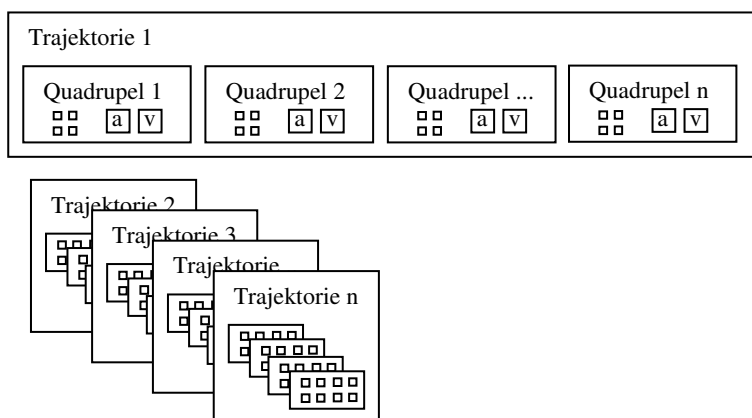 Trajektorie 1
Quadrupel 1 Quadrupel 2 Quadrupel ... Quadrupel n
a v a v a v a v
Trajektorie 2
Trajektorie 3
Trajektorie
Trajektorie n